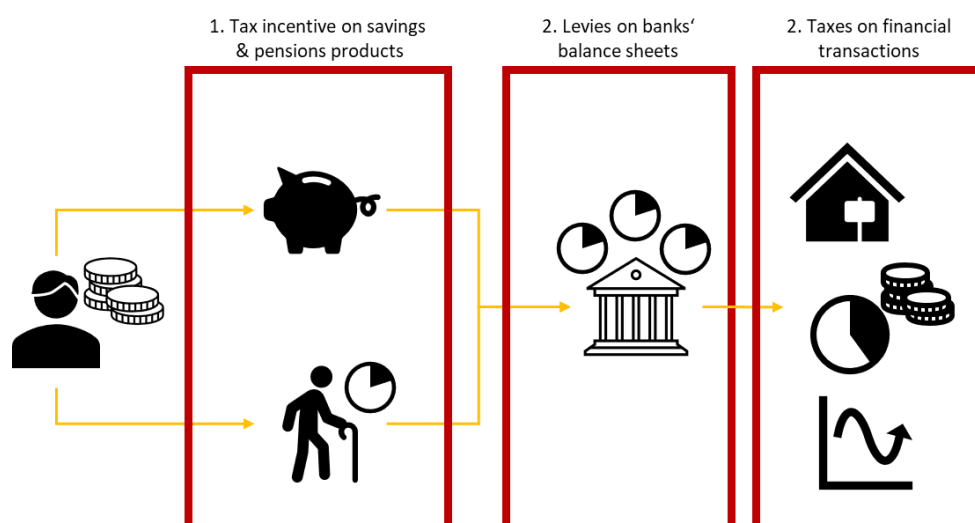 1. Tax incentive on savings
& pensions products
2. Levies on banks‘
balance sheets
2. Taxes on financial
transactions